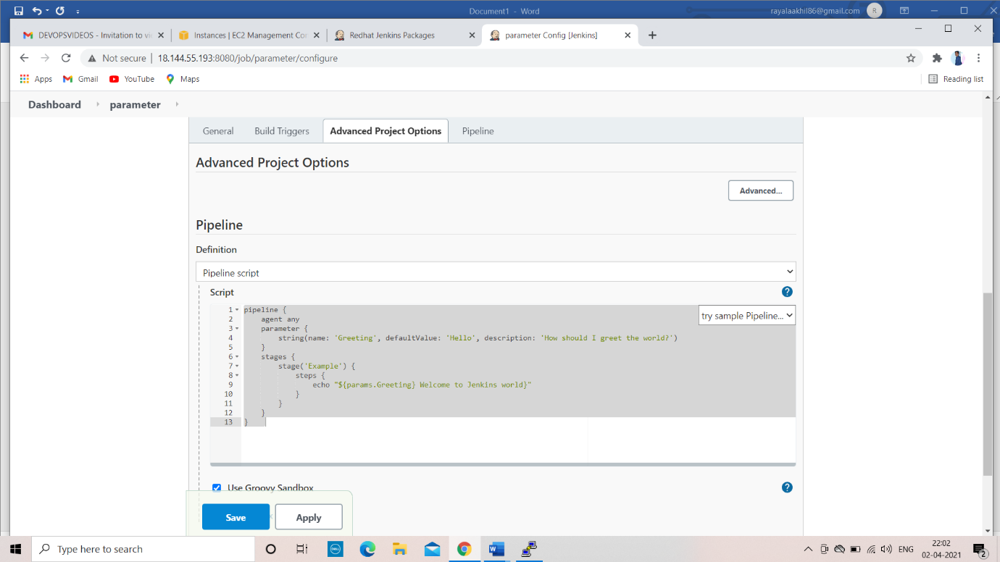 Document1 - Word
rayalaakhil86@gmail.com R
DEVOPSVIDEOS - Invitation to vi
Instances | EC2 Management Co
Redhat Jenkins Packages
parameter Config [Jenkins]
Not secure | 18.144.55.193:8080/job/parameter/configure
Apps Gmail YouTube Maps Reading list
Dashboard parameter
General Build Triggers Advanced Project Options Pipeline
Advanced Project Options
Advanced...
Pipeline
Definition
Pipeline script
Script
?
try sample Pipeline...
1 pipeline {
2 agent any
3 parameter {
4 string(name: 'Greeting', defaultValue: 'Hello', description: 'How should I greet the world?')
5 }
6 stages {
7 stage('Example') {
8 steps {
9 echo "${params.Greeting} Welcome to Jenkins world}"
10 }
11 }
12 }
13 }
Use Groovy Sandbox
?
Save Apply
Type here to search
DELL
W
ENG
22:02
02-04-2021
2